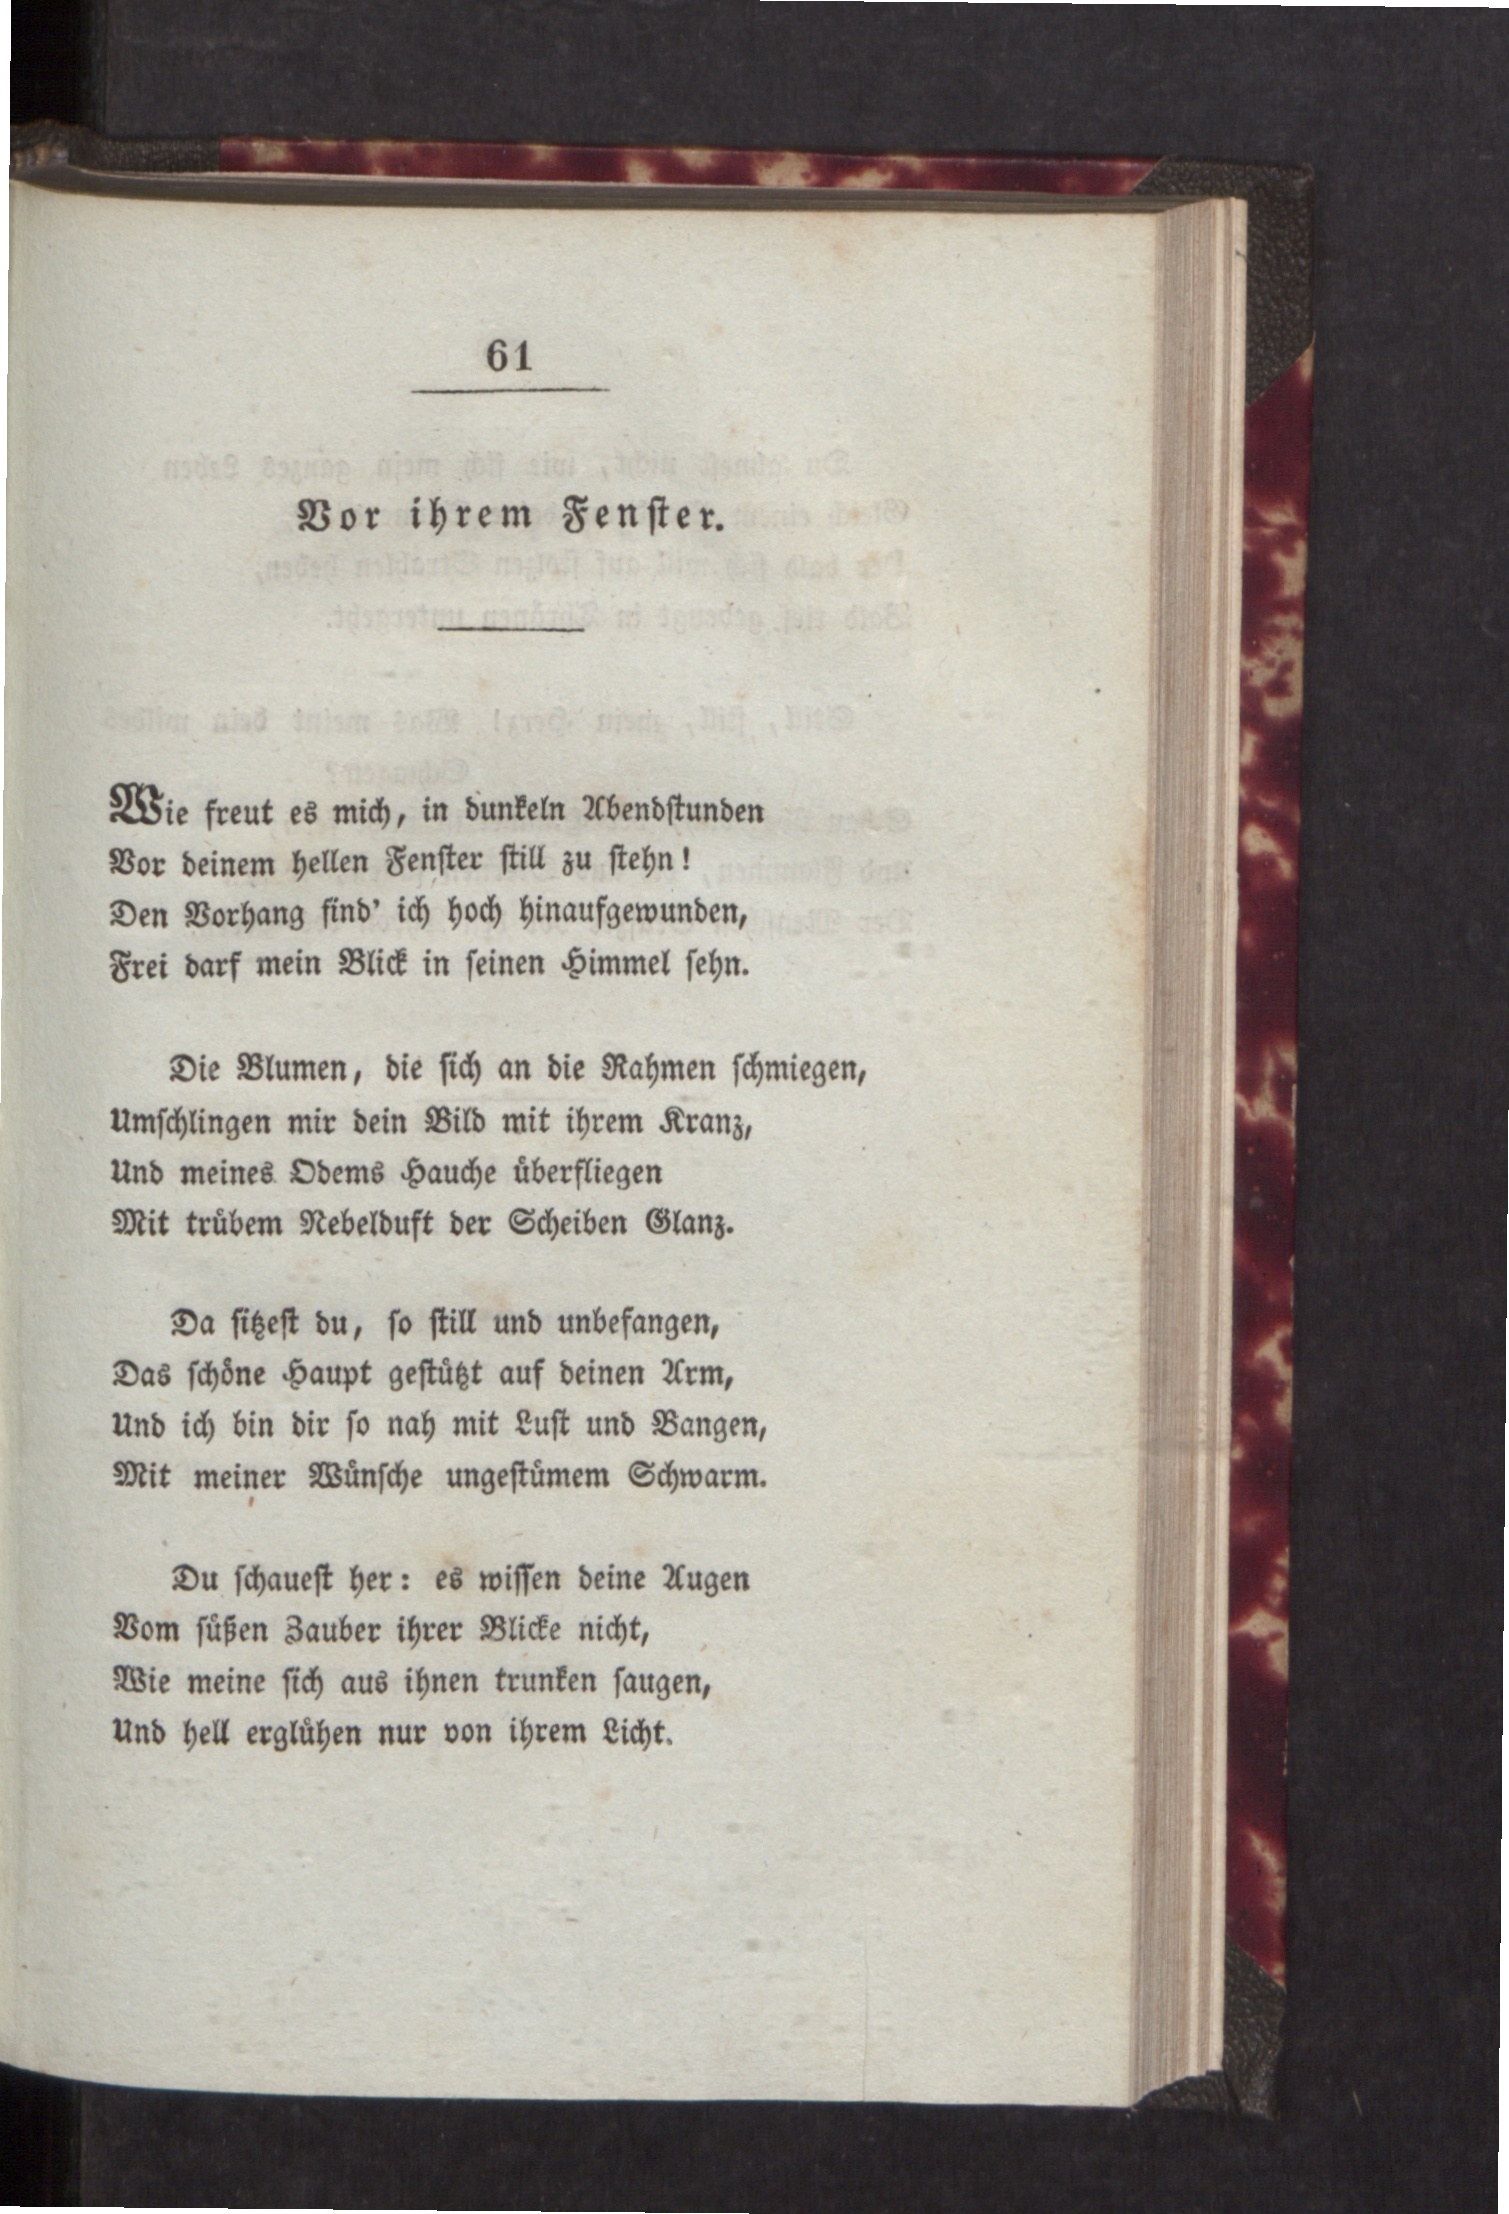 61
Vor ihrem Fenſter.
Wie freut es mich, in dunkeln Abendſtunden
Vor deinem hellen Fenſter ſtill zu ſtehn!
Den Vorhang find' ich hoch hinaufgewunden,
Frei darf mein Blick in ſeinen Himmel ſehn.
Die Blumen, die ſich an die Rahmen ſchmiegen,
Umſchlingen mir dein Bild mit ihrem Kranz,
Und meines Odems Hauche überfliegen
Mit trübem Nebelduft der Scheiben Glanz.
Da ſitzeſt du, ſo ſtill und unbefangen,
Das ſchöne Haupt geſtützt auf deinen Arm,
Und ich bin dir ſo nah mit Luſt und Bangen,
Mit meiner Wünſche ungeſtümem Schwarm.
Du ſchaueſt her: es wiſſen deine Augen
Vom ſüßen Zauber ihrer Blicke nicht,
Wie meine ſich aus ihnen trunken ſaugen,
Und hell erglühen nur von ihrem Licht.